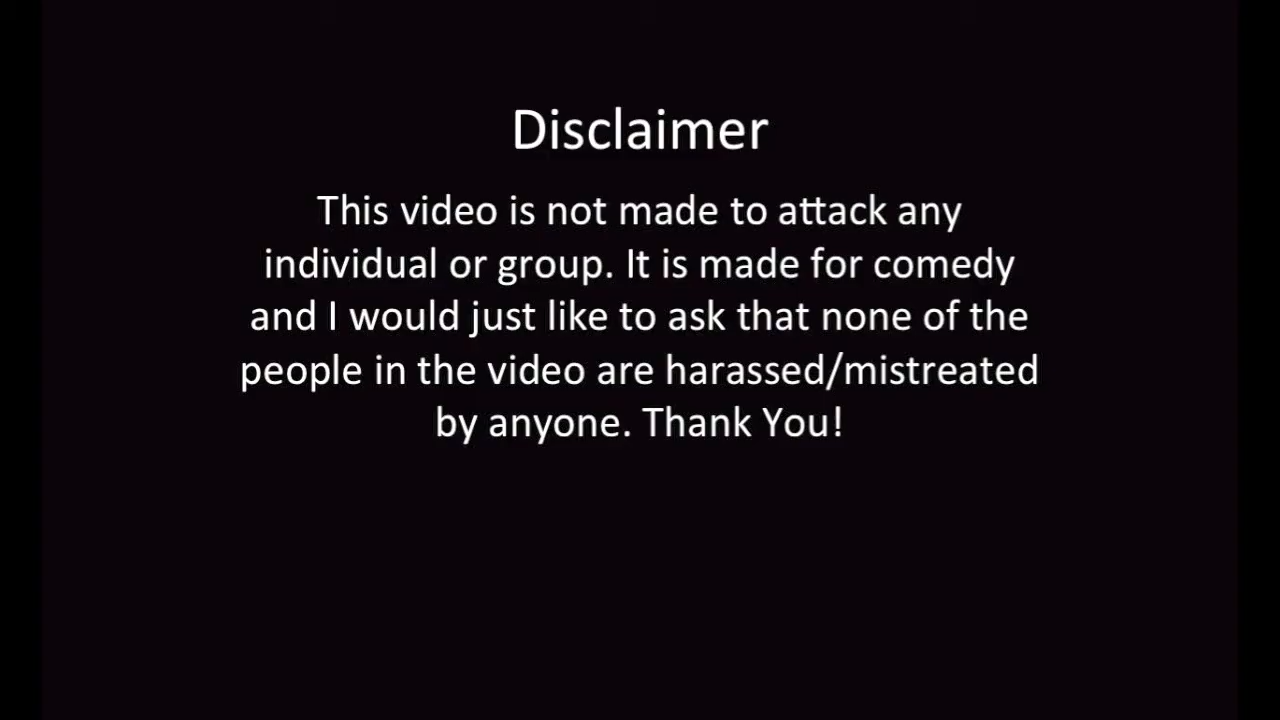 Disclaimer
This video is not made to attack any
individual or group. It is made for comedy
and I would just like to ask that none of the
people in the video are harassed/mistreated
by anyone. Thank You!